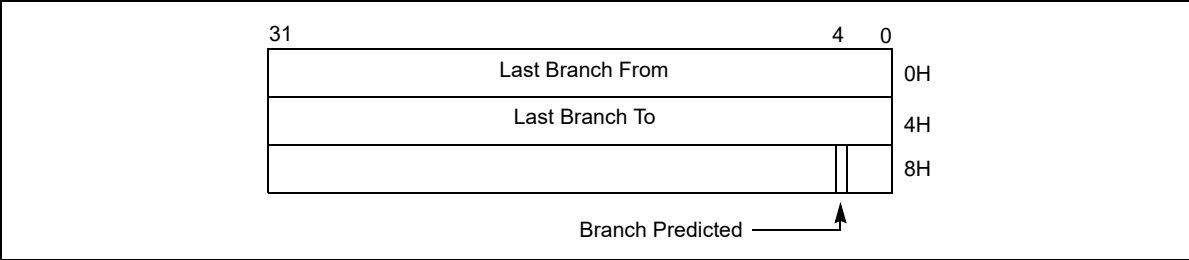 31 4 0
Last Branch From 0H
Last Branch To 4H
8H
Branch Predicted